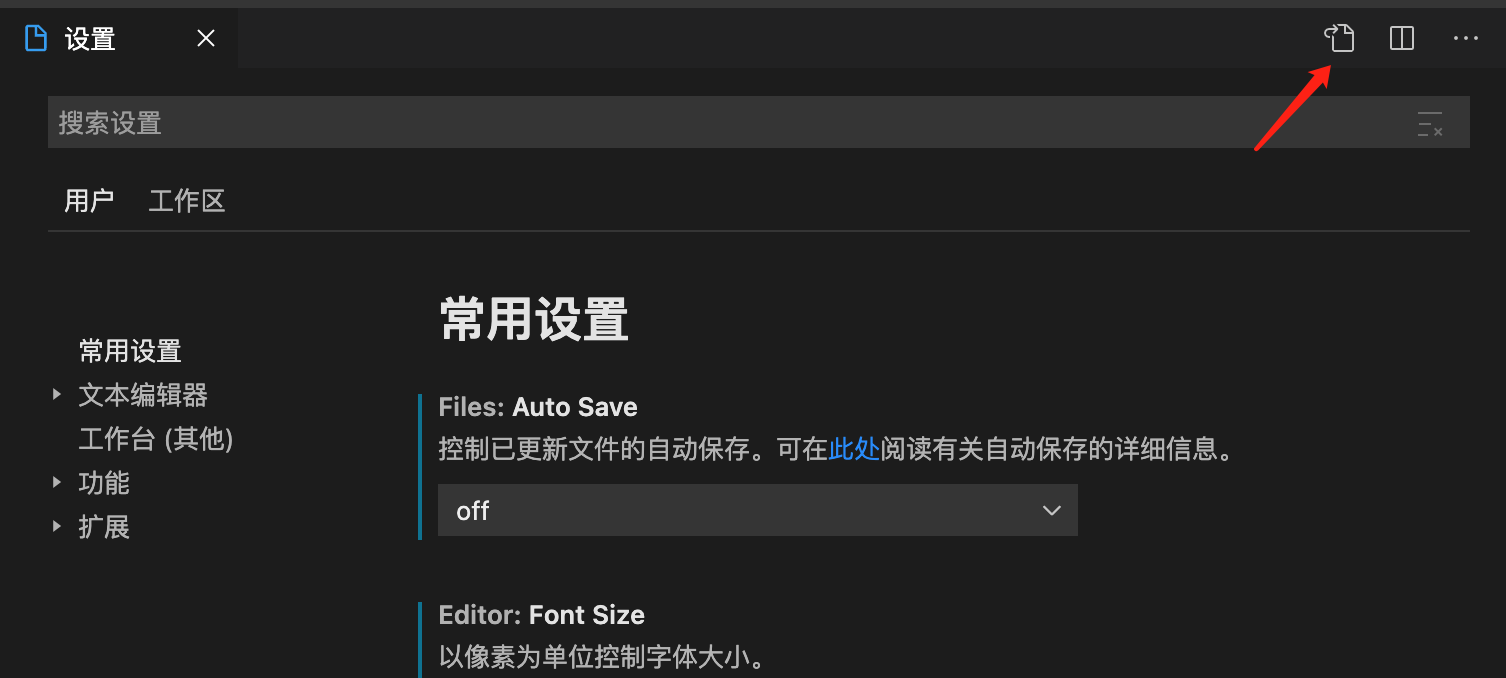 设置
搜索设置
用户 工作区
常用设置
常用设置
文本编辑器
工作台 (其他)
功能
扩展
Files: Auto Save
控制已更新文件的自动保存。可在此处阅读有关自动保存的详细信息。
off
Editor: Font Size
以像素为单位控制字体大小。